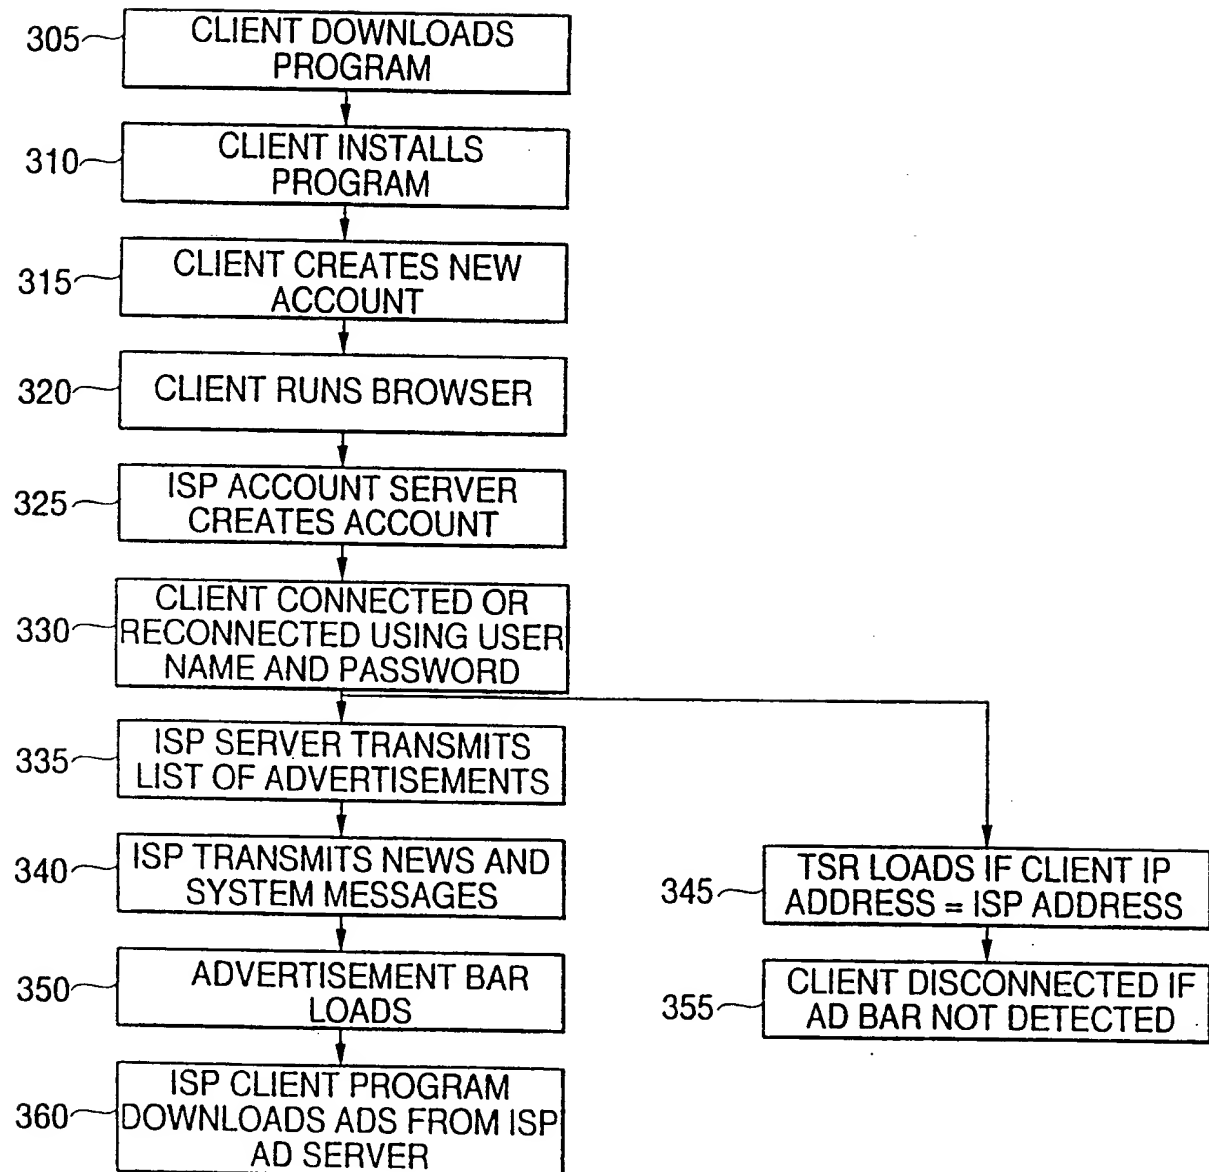 305
CLIENT DOWNLOADS
PROGRAM
310
CLIENT INSTALLS
PROGRAM
315
CLIENT CREATES NEW
ACCOUNT
320
CLIENT RUNS BROWSER
325
ISP ACCOUNT SERVER
CREATES ACCOUNT
330
CLIENT CONNECTED OR
RECONNECTED USING USER
NAME AND PASSWORD
335
ISP SERVER TRANSMITS
LIST OF ADVERTISEMENTS
340
ISP TRANSMITS NEWS AND
SYSTEM MESSAGES
350
ADVERTISEMENT BAR
LOADS
360
ISP CLIENT PROGRAM
DOWNLOADS ADS FROM ISP
AD SERVER
345
TSR LOADS IF CLIENT IP
ADDRESS = ISP ADDRESS
355
CLIENT DISCONNECTED IF
AD BAR NOT DETECTED